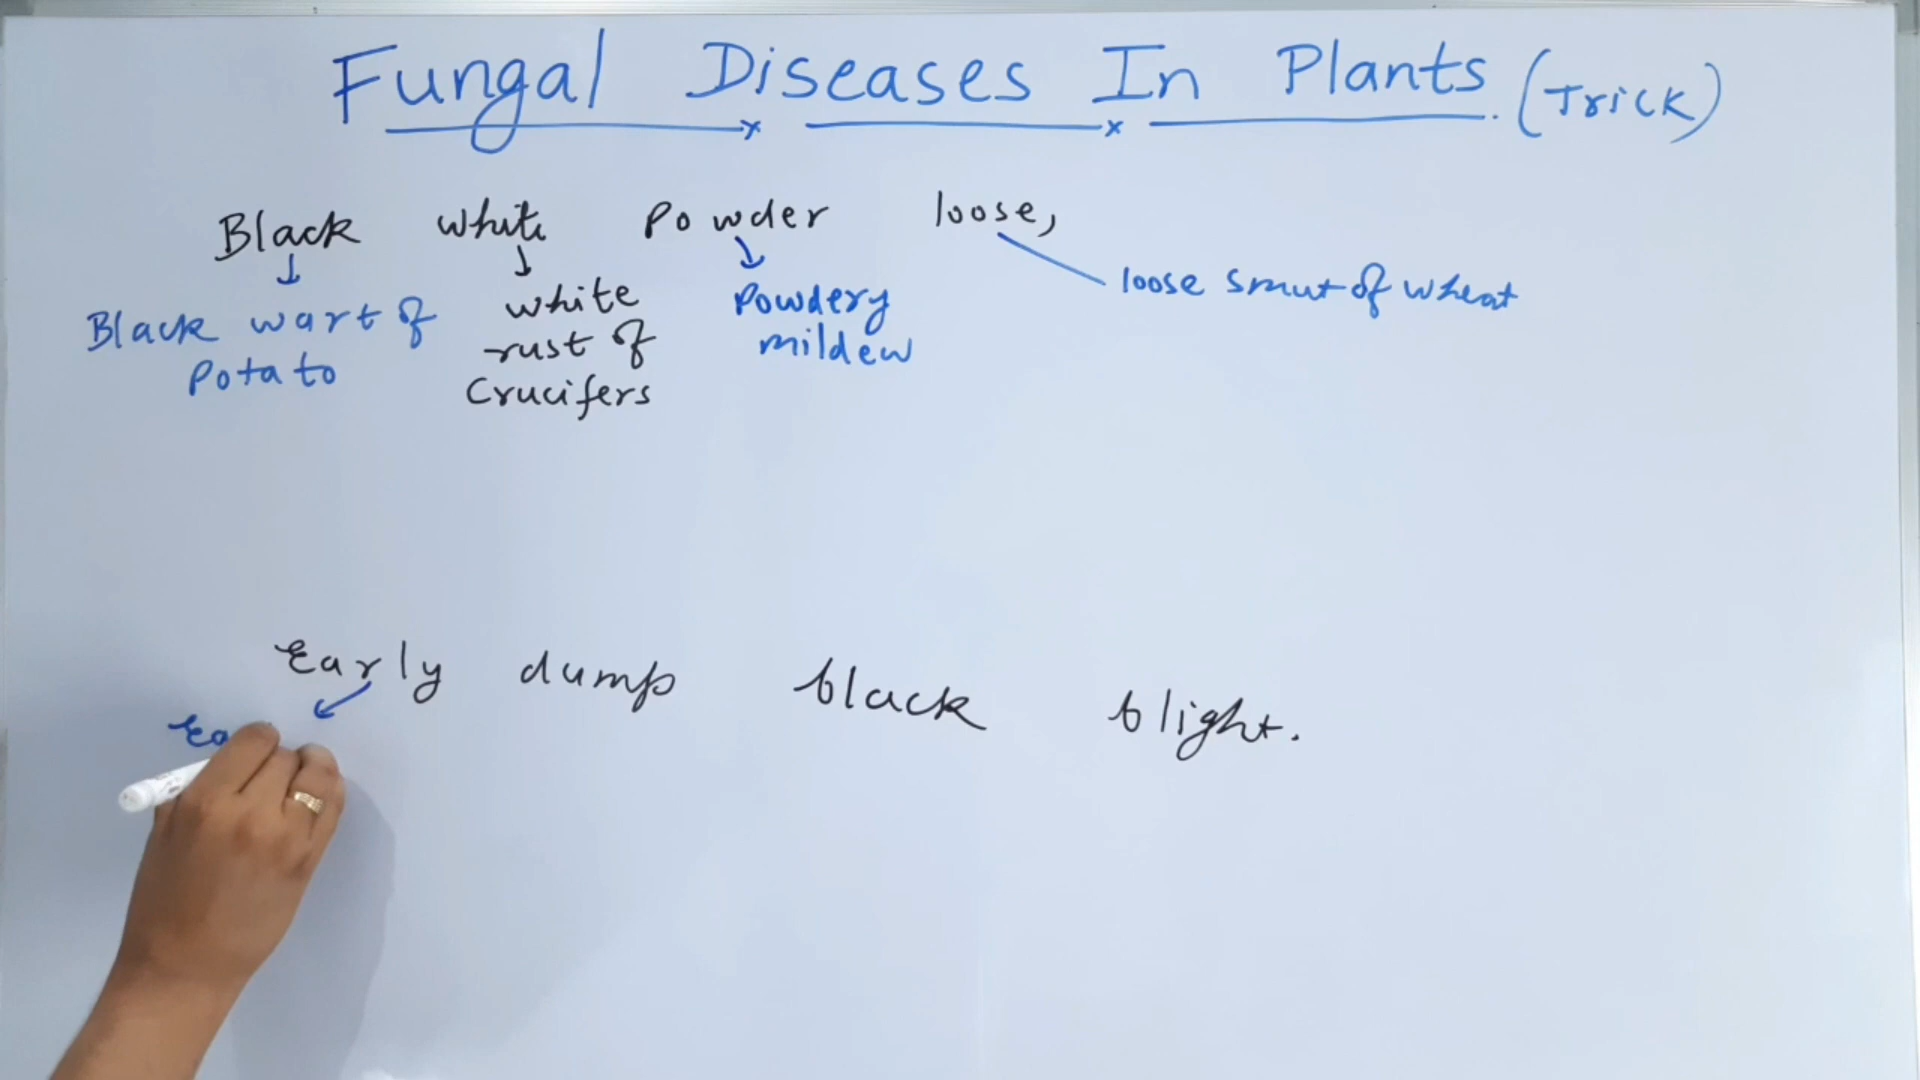 Fungal Diseases In Plants. (Trick)
Black white Powder loose,
Black wart of
Potato
white
rust of
Crucifers
Powdery
mildew
loose smut of wheat
Early dump black blight.
Ea